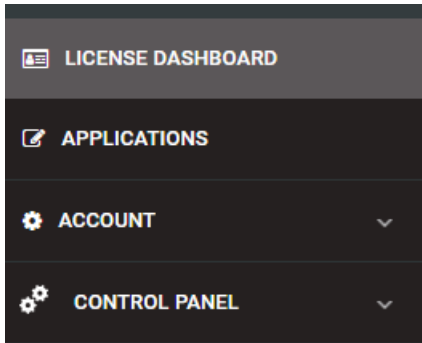 LICENSE DASHBOARD
APPLICATIONS
ACCOUNT
CONTROL PANEL